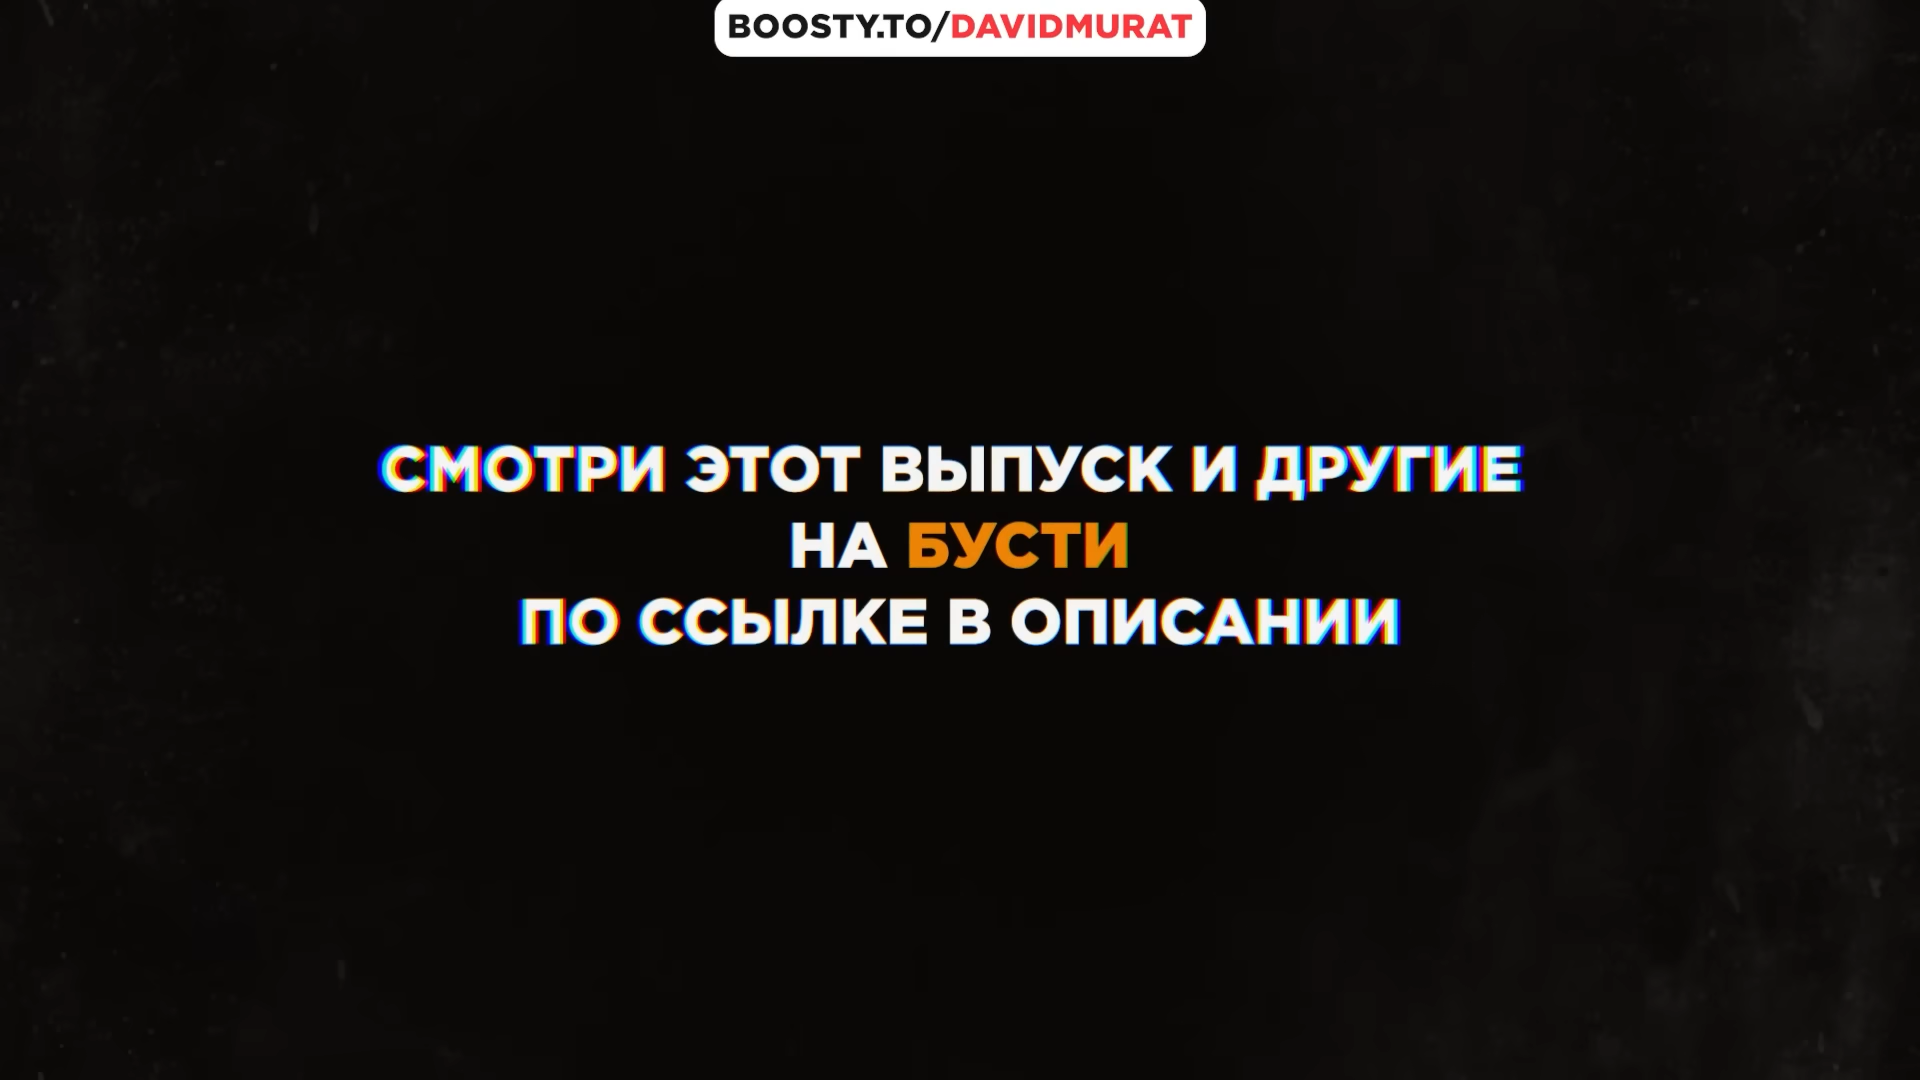 BOOSTY.TO/DAVIDMURAT
СМОТРИ ЭТОТ ВЫПУСК И ДРУГИЕ
НА БУСТИ
ПО ССЫЛКЕ В ОПИСАНИИ